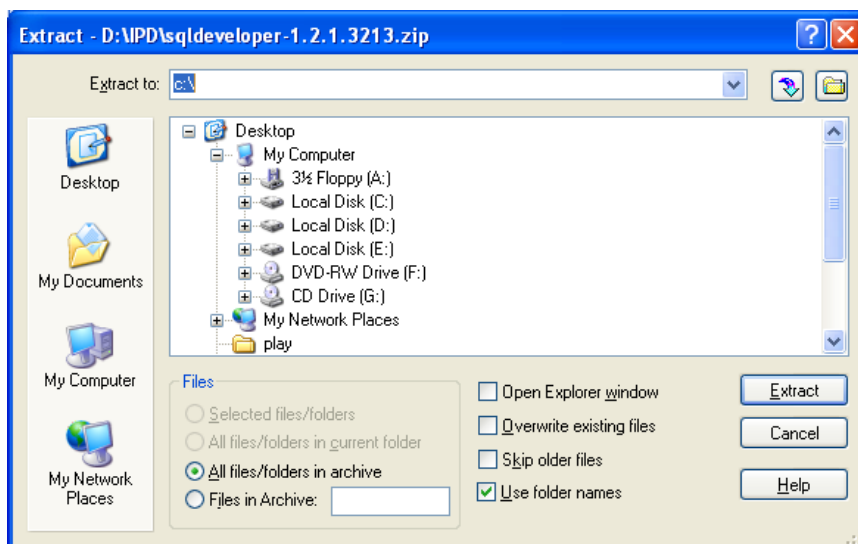 Extract - D:\IPD\sqldeveloper-1.2.1.3213.zip
Extract to: c:\
Desktop
My Computer
3½ Floppy (A:)
Local Disk (C:)
Local Disk (D:)
Local Disk (E:)
DVD-RW Drive (F:)
CD Drive (G:)
My Network Places
play
Desktop
My Documents
My Computer
My Network
Places
Files
Selected files/folders
All files/folders in current folder
All files/folders in archive
Files in Archive:
Open Explorer window
Overwrite existing files
Skip older files
Use folder names
Extract
Cancel
Help